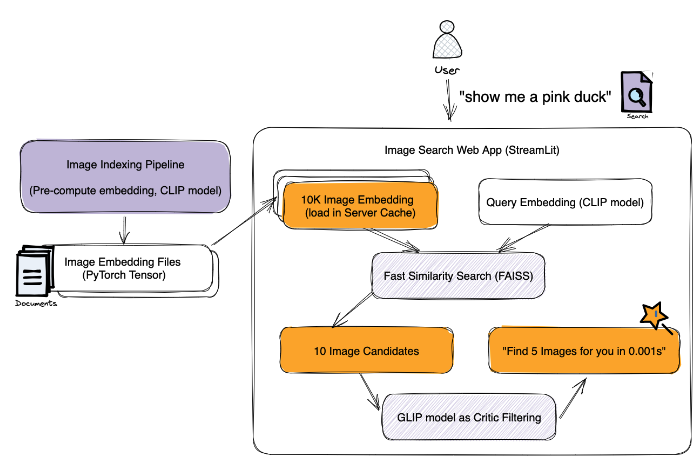 User
"show me a pink duck"
Search
Image Search Web App (StreamLit)
Image Indexing Pipeline
(Pre-compute embedding, CLIP model)
10K Image Embedding
(load in Server Cache)
Query Embedding (CLIP model)
Image Embedding Files
(PyTorch Tensor)
Documents
Fast Similarity Search (FAISS)
10 Image Candidates
"Find 5 Images for you in 0.001s"
GLIP model as Critic Filtering